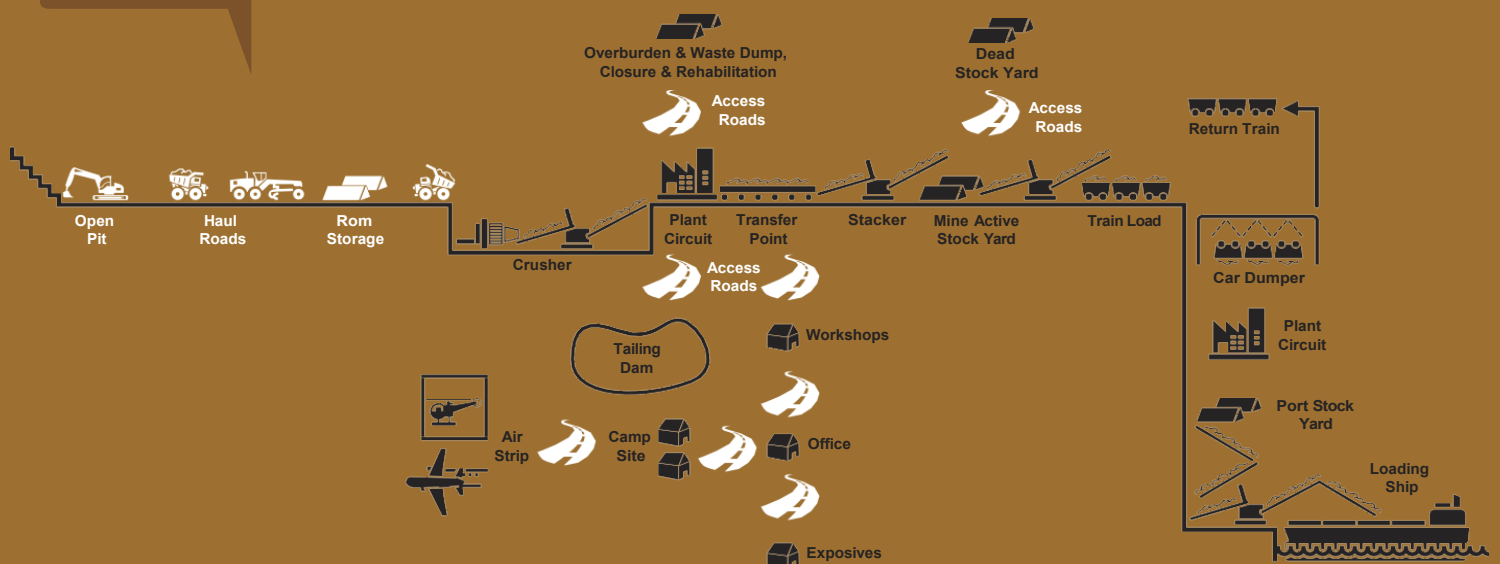 Overburden & Waste Dump,
Closure & Rehabilitation
Dead
Stock Yard
Access
Roads
Access
Roads
Return Train
Open
Pit
Haul
Roads
Rom
Storage
Crusher
Plant
Circuit
Transfer
Point
Stacker
Mine Active
Stock Yard
Train Load
Car Dumper
Access
Roads
Workshops
Tailing
Dam
Plant
Circuit
Port Stock
Yard
Air
Strip
Camp
Site
Office
Loading
Ship
Exposives